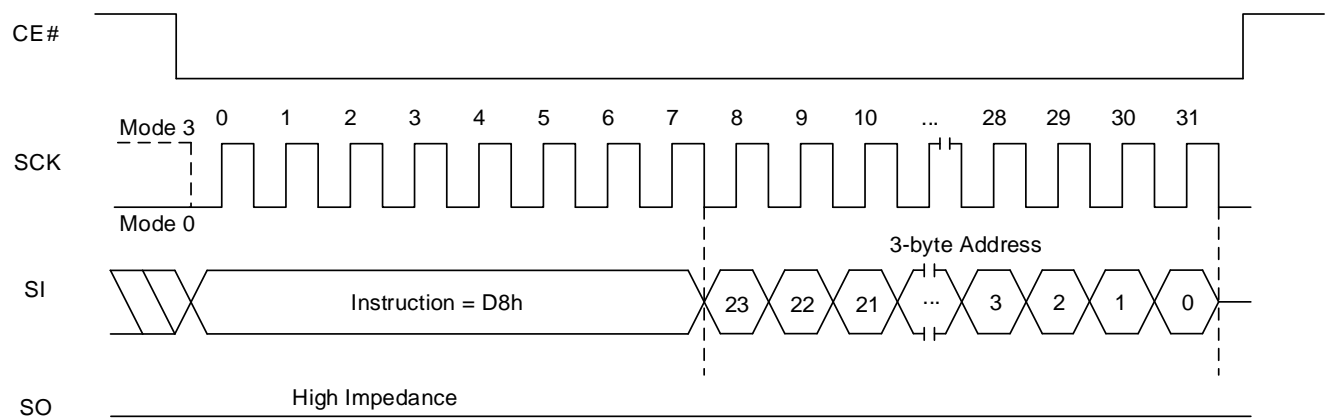 CE#
0 1 2 3 4 5 6 7 8 9 10 ... 28 29 30 31
Mode 3
SCK
Mode 0
3-byte Address
SI
Instruction = D8h 23 22 21 ... 3 2 1 0
High Impedance
SO